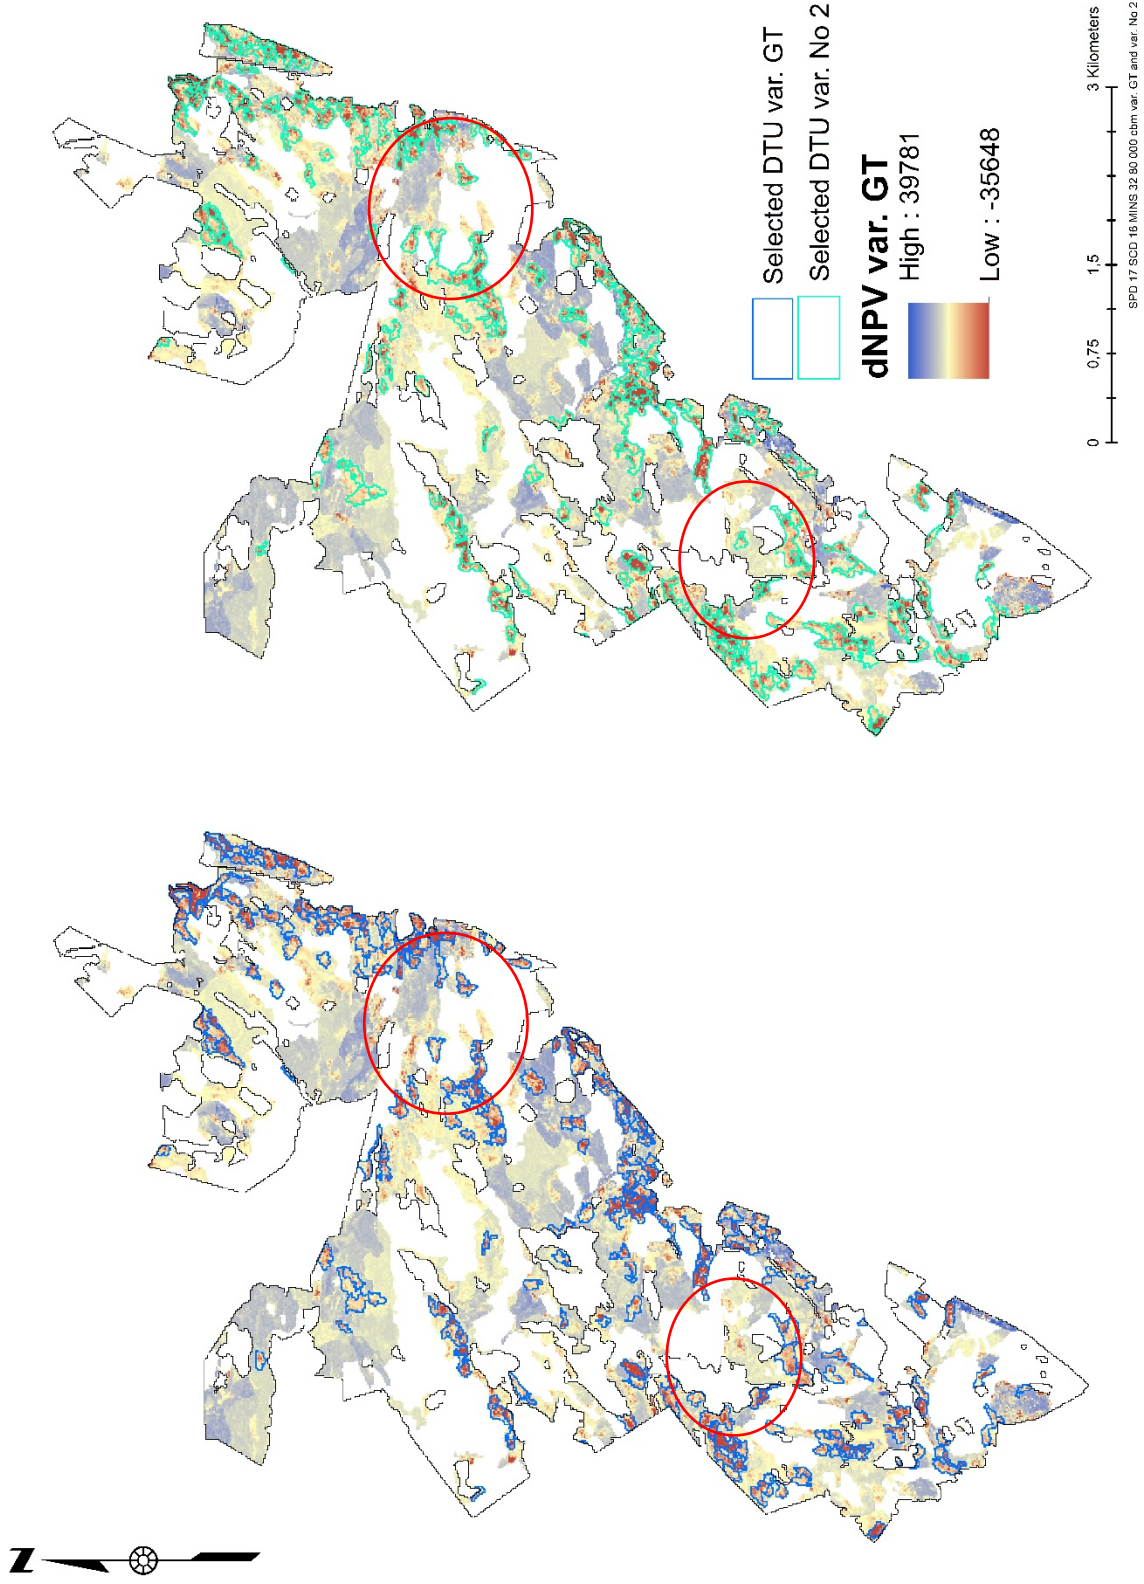 N
Selected DTU var. GT
Selected DTU var. No 2
dNPV var. GT
High : 39781
Low : -35648
0 0.75 1.5 3 Kilometers
SPD 17 SCD 16 MINS 32 80 000 cbm var. GT and var. No 2